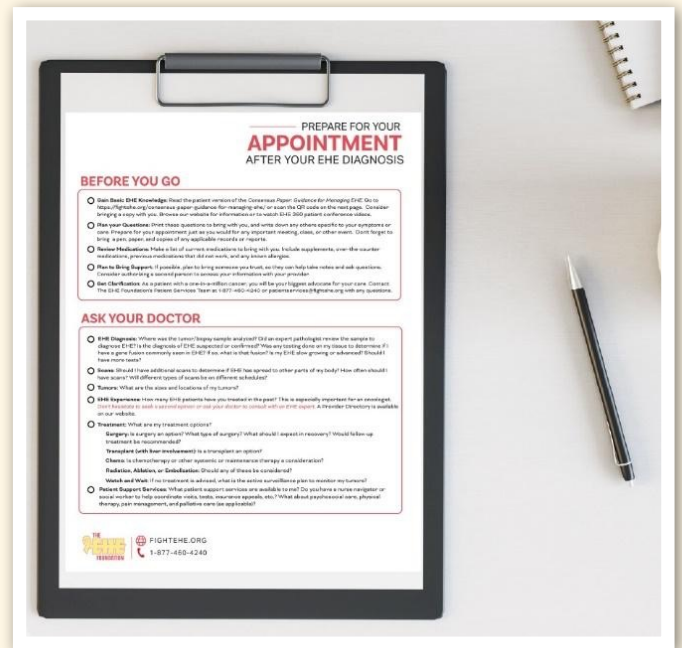 PREPARE FOR YOUR
APPOINTMENT
AFTER YOUR EHE DIAGNOSIS
BEFORE YOU GO
Gain Basic EHE Knowledge: Read the patient version of the Consensus Paper: Guidance for Managing EHE. Go to
https://fightehe.org/consensus-paper-guidance-for-managing-ehe/ or scan the QR code on the next page. Consider
bringing a copy with you. Browse our website for information or to watch EHE 360 patient conference videos.
Plan your Questions: Print these questions to bring with you, and write down any others specific to your symptoms or
care. Prepare for your appointment just as you would for any important meeting, class, or other event. Don't forget to
bring a pen, paper, and copies of any applicable records or reports.
Review Medications: Make a list of current medications to bring with you. Include supplements, over-the-counter
medications, previous medications that did not work, and any known allergies.
Plan to Bring Support: If possible, plan to bring someone you trust, so they can help take notes and ask questions.
Consider authorizing a second person to access your information with your provider.
Get Clarification: As a patient with a one-in-a-million cancer, you will be your biggest advocate for your care. Contact
The EHE Foundation's Patient Services Team at 1-877-460-4240 or patientservices@fightehe.org with any questions.
ASK YOUR DOCTOR
EHE Diagnosis: Where was the tumor/biopsy sample analyzed? Did an expert pathologist review the sample to
diagnose EHE? Is the diagnosis of EHE suspected or confirmed? Was any testing done on my tissue to determine if I
have a gene fusion commonly seen in EHE? If so, what is that fusion? Is my EHE slow growing or advanced? Should I
have more tests?
Scans: Should I have additional scans to determine if EHE has spread to other parts of my body? How often should I
have scans? Will different types of scans be on different schedules?
Tumors: What are the sizes and locations of my tumors?
EHE Experience: How many EHE patients have you treated in the past? This is especially important for an oncologist.
Don't hesitate to seek a second opinion or ask your doctor to consult with an EHE expert. A Provider Directory is available
on our website.
Treatment: What are my treatment options?
Surgery: Is surgery an option? What type of surgery? What should I expect in recovery? Would follow up
treatment be recommended?
Transplant (with liver involvement): Is a transplant an option?
Chemo: Is chemotherapy or other systemic or maintenance therapy a consideration?
Radiation, Ablation, or Embolization: Should any of these be considered?
Watch and Wait: If no treatment is advised, what is the active surveillance plan to monitor my tumors?
Patient Support Services: What patient support services are available to me? Do you have a nurse navigator or
social worker to help coordinate visits, tests, insurance appeals, etc.? What about psychosocial care, physical
therapy, pain management, and palliative care (as applicable)?
THE
EHE
FOUNDATION
FIGHTEHE.ORG
1-877-460-4240